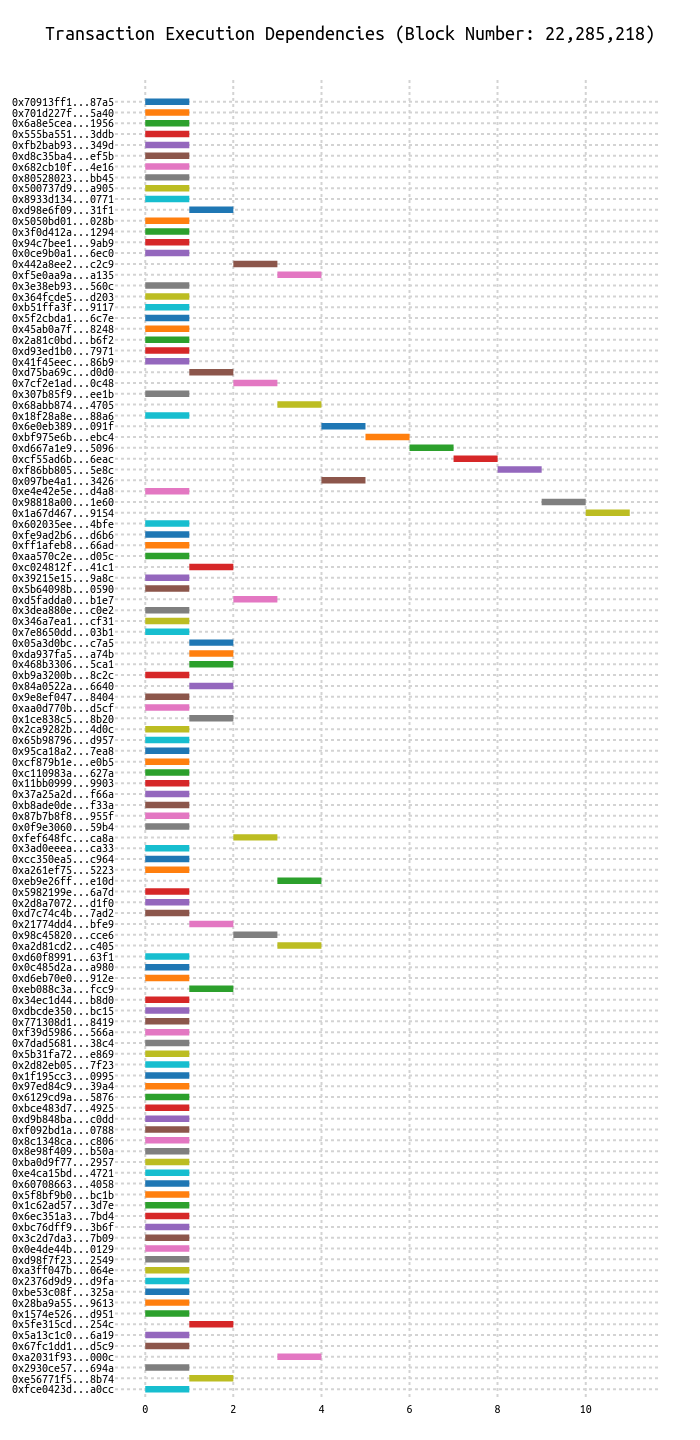 Transaction Execution Dependencies (Block Number: 22,285,218)
0x70913ff1...87a5
0x701d227f...5a40
0x6a8e5cea...1956
0x555ba551...3ddb
0xfb2bab93...349d
0xd8c35ba4...ef5b
0x682cb10f...4e16
0x80528023...bb45
0x500737d9...a905
0x8933d134...0771
0xd98e6f09...31f1
0x5050bd01...028b
0x3f0d412a...1294
0x94c7bee1...9ab9
0x0ce9b0a1...6ec0
0x442a8ee2...c2c9
0xf5e0aa9a...a135
0x3e38eb93...560c
0x364fcde5...d203
0xb51ffa3f...9117
0x5f2cbda1...6c7e
0x45ab0a7f...8248
0x2a81c0bd...b6f2
0xd93ed1b0...7971
0x41f45eec...86b9
0xd75ba69c...d0d0
0x7cf2e1ad...0c48
0x307b85f9...ee1b
0x68abb874...4705
0x18f28a8e...88a6
0x6e0eb389...091f
0xbf975e6b...ebc4
0xd667a1e9...5096
0xcf55ad6b...6eac
0xf86bb805...5e8c
0x097be4a1...3426
0xe4e42e5e...d4a8
0x98818a00...1e60
0x1a67d467...9154
0x602035ee...4bfe
0xfe9ad2b6...d6b6
0xff1afeb8...66ad
0xaa570c2e...d05c
0xc024812f...41c1
0x39215e15...9a8c
0x5b64098b...0590
0xd5fadda0...b1e7
0x3dea880e...c0e2
0x346a7ea1...cf31
0x7e8650dd...03b1
0x05a3d0bc...c7a5
0xda937fa5...a74b
0x468b3306...5ca1
0xb9a3200b...8c2c
0x84a0522a...6640
0x9e8ef047...8404
0xaa0d770b...d5cf
0x1ce838c5...8b20
0x2ca9282b...4d0c
0x65b98796...d957
0x95ca18a2...7ea8
0xcf879b1e...e0b5
0xc110983a...627a
0x11bb0999...9903
0x37a25a2d...f66a
0xb8ade0de...f33a
0x87b7b8f8...955f
0x0f9e3060...59b4
0xfef648fc...ca8a
0x3ad0eeea...ca33
0xcc350ea5...c964
0xa261ef75...5223
0xeb9e26ff...e10d
0x5982199e...6a7d
0x2d8a7072...d1f0
0xd7c74c4b...7ad2
0x21774dd4...bfe9
0x98c45820...cce6
0xa2d81cd2...c405
0xd60f8991...63f1
0x0c485d2a...a980
0xd6eb70e0...912e
0xeb088c3a...fcc9
0x34ec1d44...b8d0
0xdbcde350...bc15
0x771308d1...8419
0xf39d5986...566a
0x7dad5681...38c4
0x5b31fa72...e869
0x2d82eb05...7f23
0x1f195cc3...0995
0x97ed84c9...39a4
0x6129cd9a...5876
0xbce483d7...4925
0xd9b848ba...c0dd
0xf092bd1a...0788
0x8c1348ca...c806
0x8e98f409...b50a
0xba0d9f77...2957
0xe4ca15bd...4721
0x60708663...4058
0x5f8bf9b0...bc1b
0x1c62ad57...3d7e
0x6ec351a3...7bd4
0xbc76dff9...3b6f
0x3c2d7da3...7b09
0x0e4de44b...0129
0xd98f7f23...2549
0xa3ff047b...064e
0x2376d9d9...d9fa
0xbe53c08f...325a
0x28ba9a55...9613
0x1574e526...d951
0x5fe315cd...254c
0x5a13c1c0...6a19
0x67fc1dd1...d5c9
0xa2031f93...000c
0x2930ce57...694a
0xe56771f5...8b74
0xfce0423d...a0cc
0 2 4 6 8 10